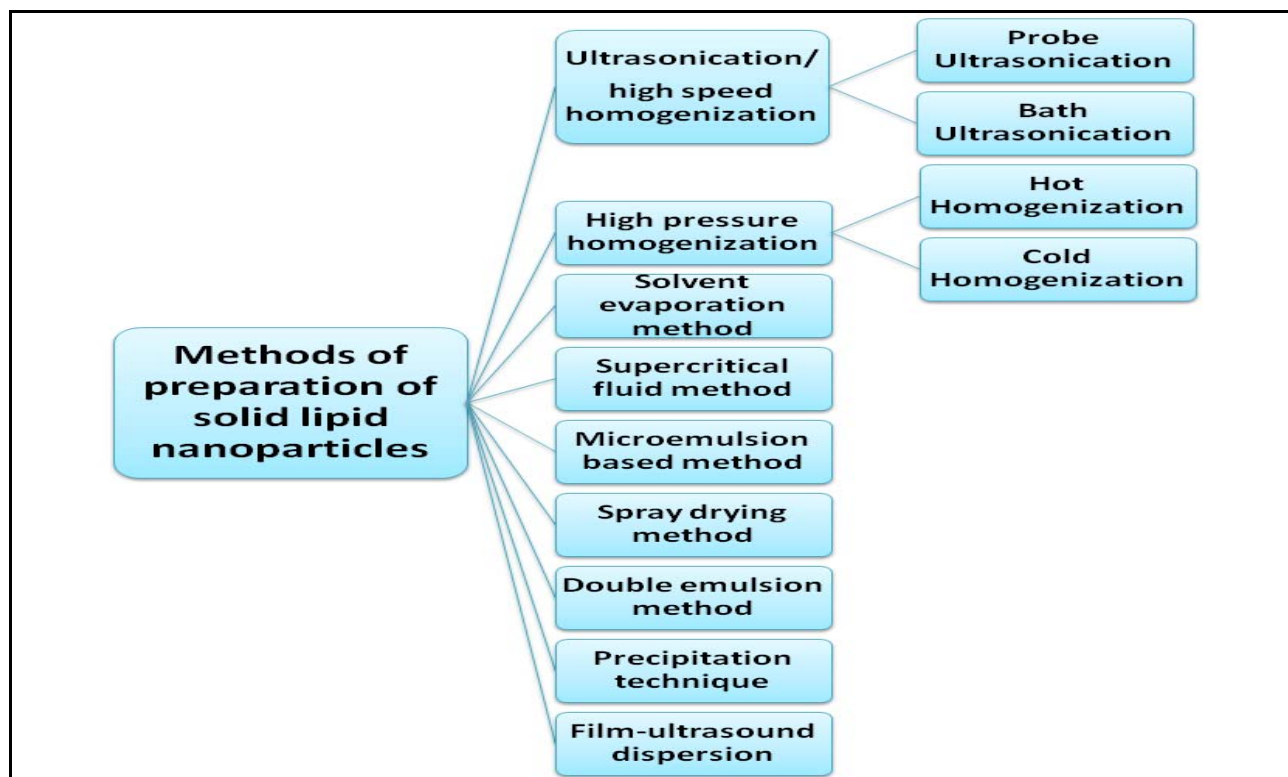 Methods of
preparation of
solid lipid
nanoparticles
Ultrasonication/
high speed
homogenization
Probe
Ultrasonication
Bath
Ultrasonication
High pressure
homogenization
Hot
Homogenization
Cold
Homogenization
Solvent
evaporation
method
Supercritical
fluid method
Microemulsion
based method
Spray drying
method
Double emulsion
method
Precipitation
technique
Film-ultrasound
dispersion